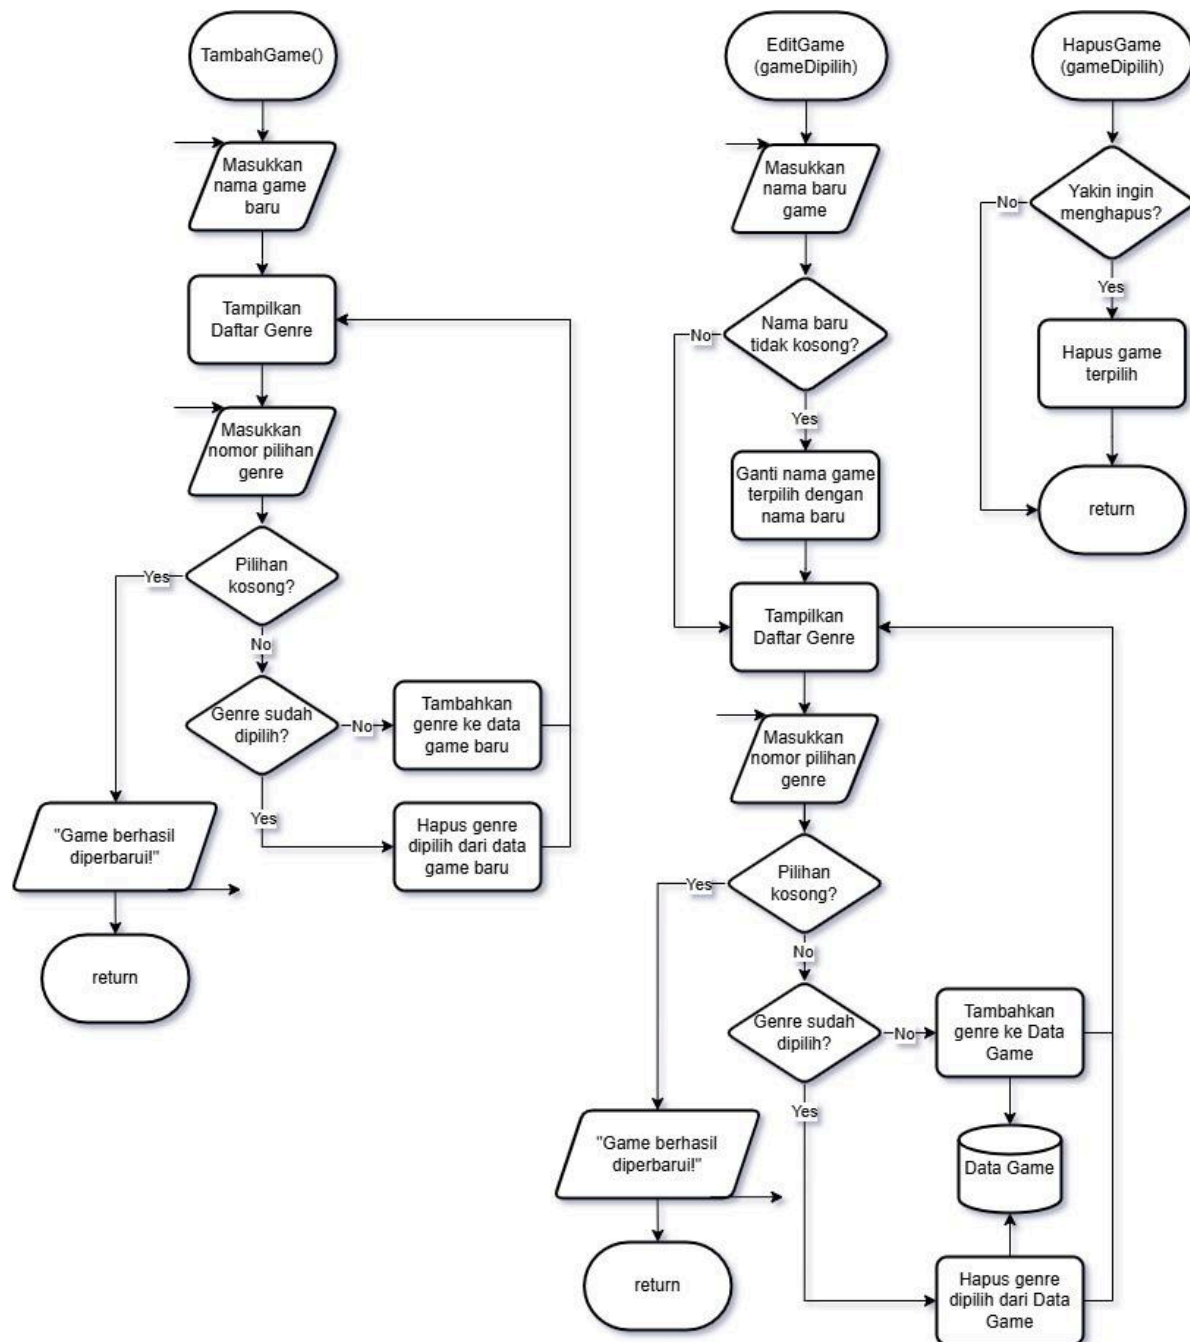 TambahGame()
Masukkan
nama game
baru
Tampilkan
Daftar Genre
Masukkan
nomor pilihan
genre
Pilihan
kosong?
Yes
No
Genre sudah
dipilih?
No
Tambahkan
genre ke data
game baru
Yes
Hapus genre
dipilih dari data
game baru
"Game berhasil
diperbarui!"
return
EditGame
(gameDipilih)
Masukkan
nama baru
game
Nama baru
tidak kosong?
No
Yes
Ganti nama game
terpilih dengan
nama baru
Tampilkan
Daftar Genre
Masukkan
nomor pilihan
genre
Pilihan
kosong?
Yes
No
Genre sudah
dipilih?
No
Tambahkan
genre ke Data
Game
Yes
Data Game
Hapus genre
dipilih dari Data
Game
"Game berhasil
diperbarui!"
return
HapusGame
(gameDipilih)
Yakin ingin
menghapus?
No
Yes
Hapus game
terpilih
return